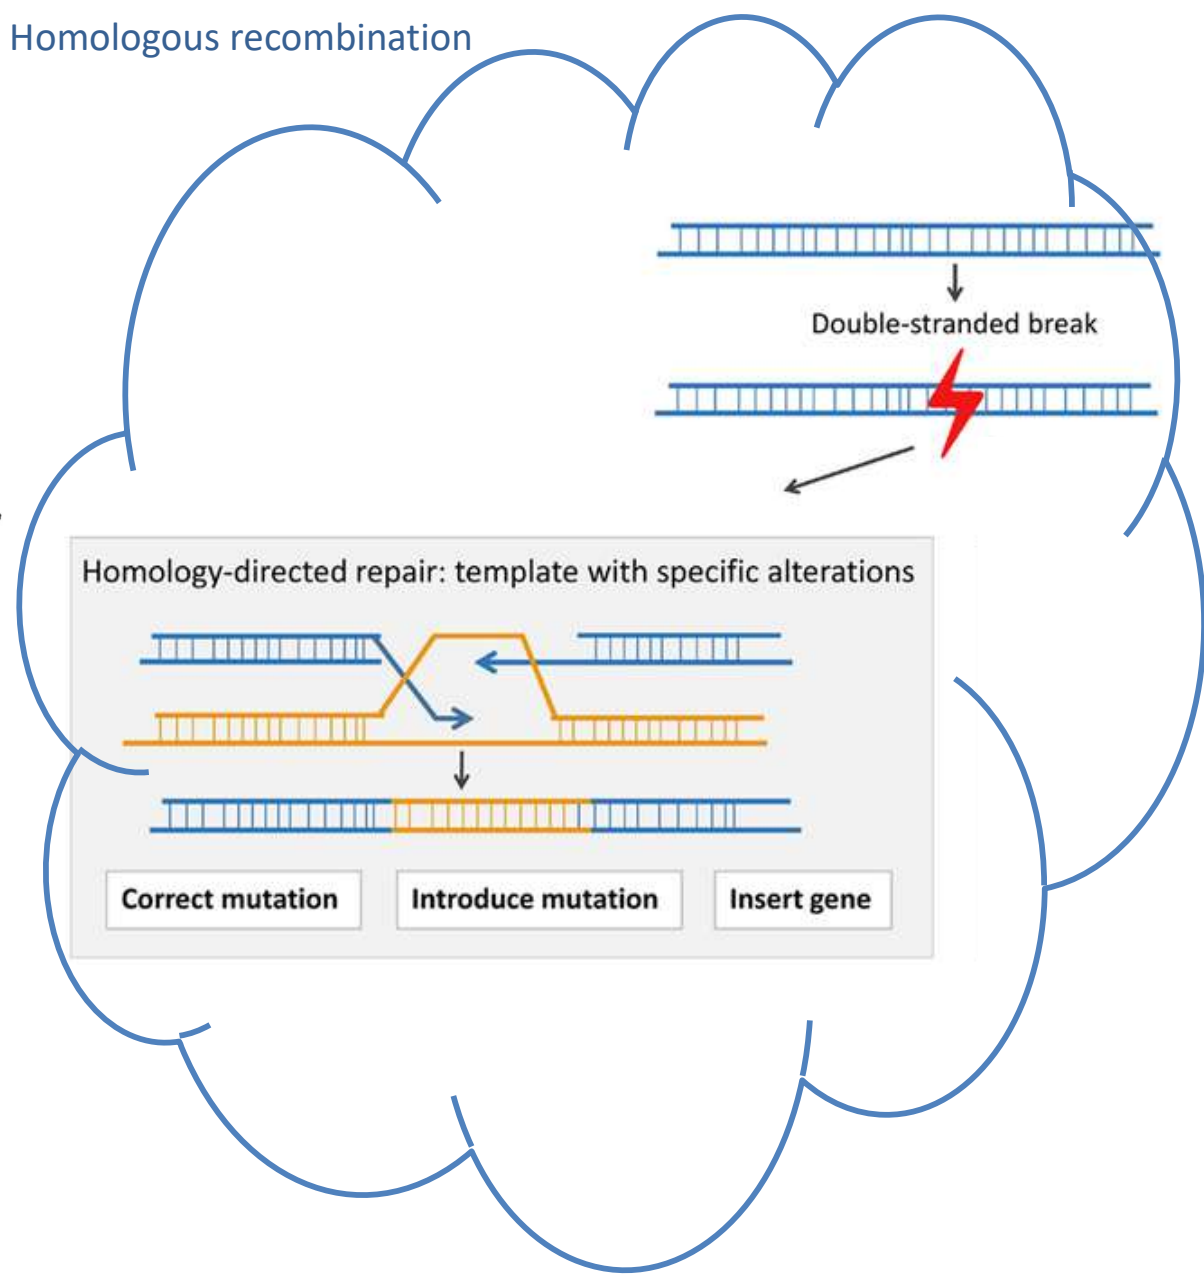 Homologous recombination
Double-stranded break
Homology-directed repair: template with specific alterations
Correct mutation
Introduce mutation
Insert gene